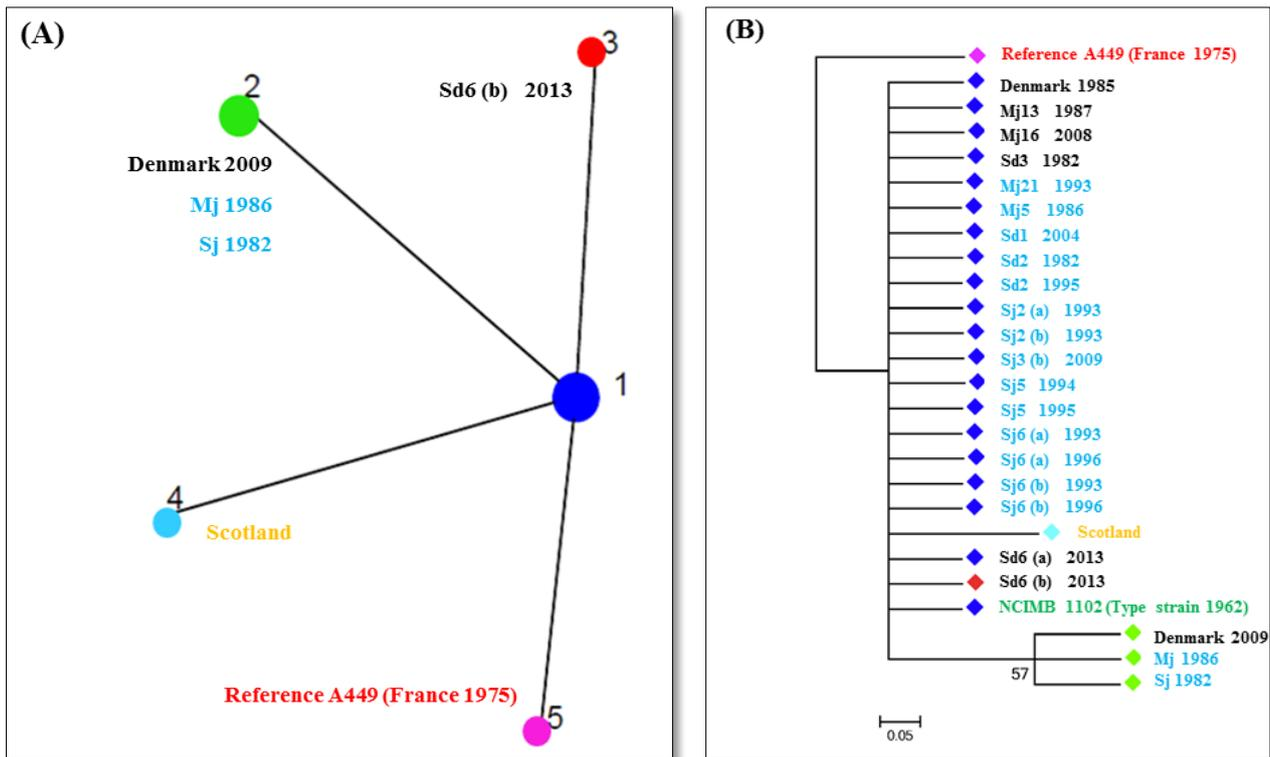 (A)
3
Sd6 (b) 2013
2
Denmark 2009
Mj 1986
Sj 1982
1
4
Scotland
Reference A449 (France 1975)
5
(B)
Reference A449 (France 1975)
Denmark 1985
Mj13 1987
Mj16 2008
Sd3 1982
Mj21 1993
Mj5 1986
Sd1 2004
Sd2 1982
Sd2 1995
Sj2 (a) 1993
Sj2 (b) 1993
Sj3 (b) 2009
Sj5 1994
Sj5 1995
Sj6 (a) 1993
Sj6 (a) 1996
Sj6 (b) 1993
Sj6 (b) 1996
Scotland
Sd6 (a) 2013
Sd6 (b) 2013
NCIMB 1102 (Type strain 1962)
Denmark 2009
57
Mj 1986
Sj 1982
0.05